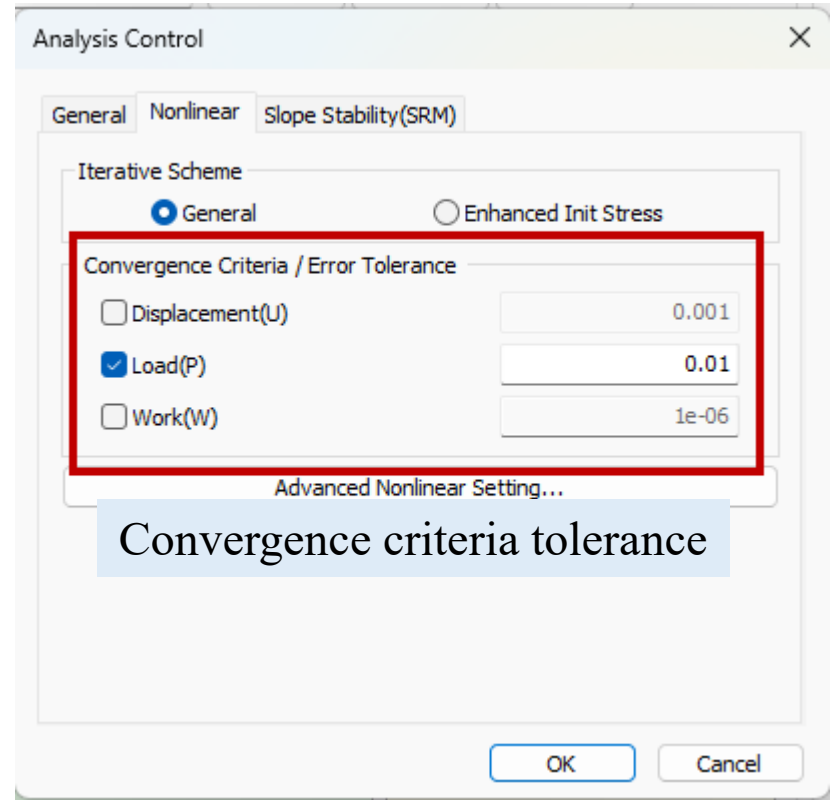 Analysis Control
General Nonlinear Slope Stability(SRM)
Iterative Scheme
General Enhanced Init Stress
Convergence Criteria / Error Tolerance
Displacement(U) 0.001
Load(P) 0.01
Work(W) 1e-06
Advanced Nonlinear Setting...
Convergence criteria tolerance
OK Cancel